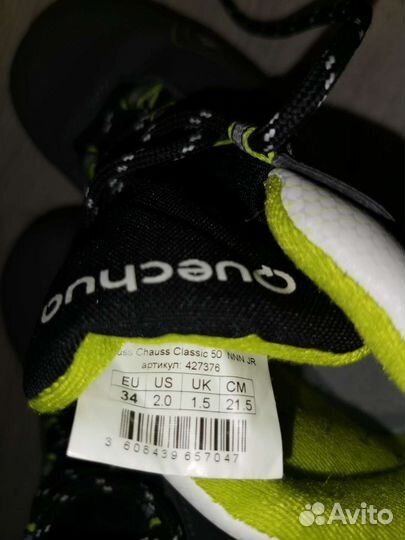 Quechua
uss Chauss Classic 50 NNN JR
артикул: 427376
EU US UK CM
34 2.0 1.5 21.5
3 608439 657047
Avito